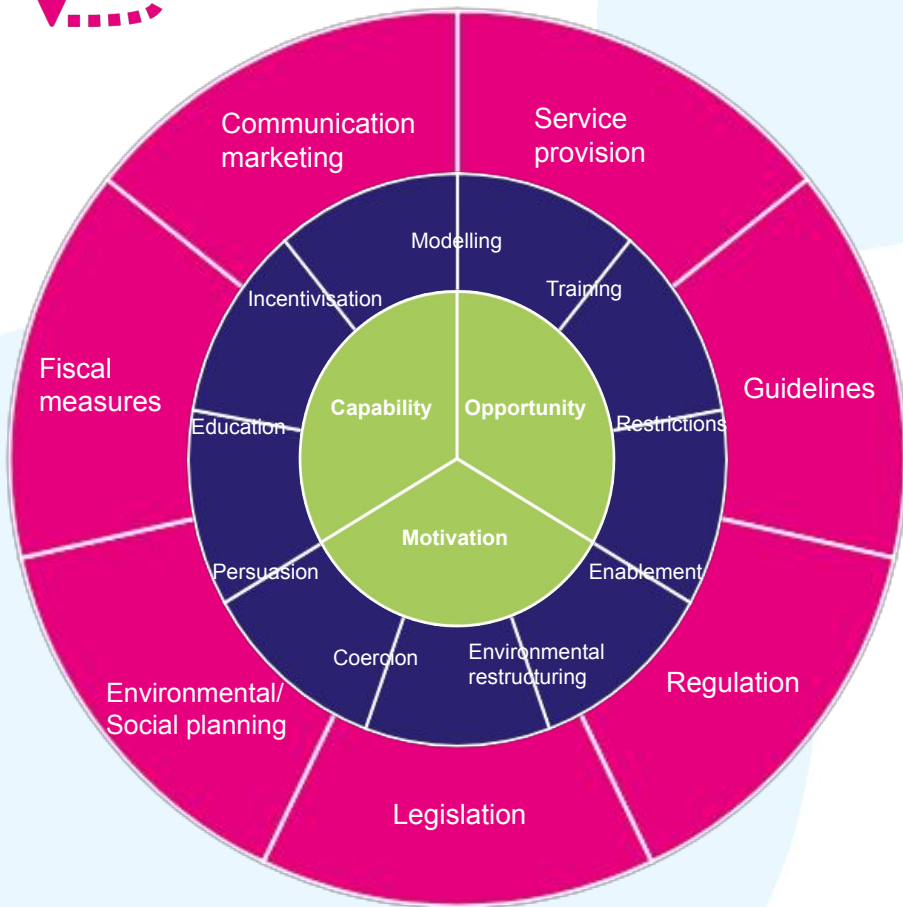 Communication
marketing
Service
provision
Modelling
Training
Incentivisation
Fiscal
measures
Guidelines
Capability
Opportunity
Restrictions
Education
Motivation
Persuasion
Enablement
Coercion
Environmental
restructuring
Environmental/
Social planning
Regulation
Legislation